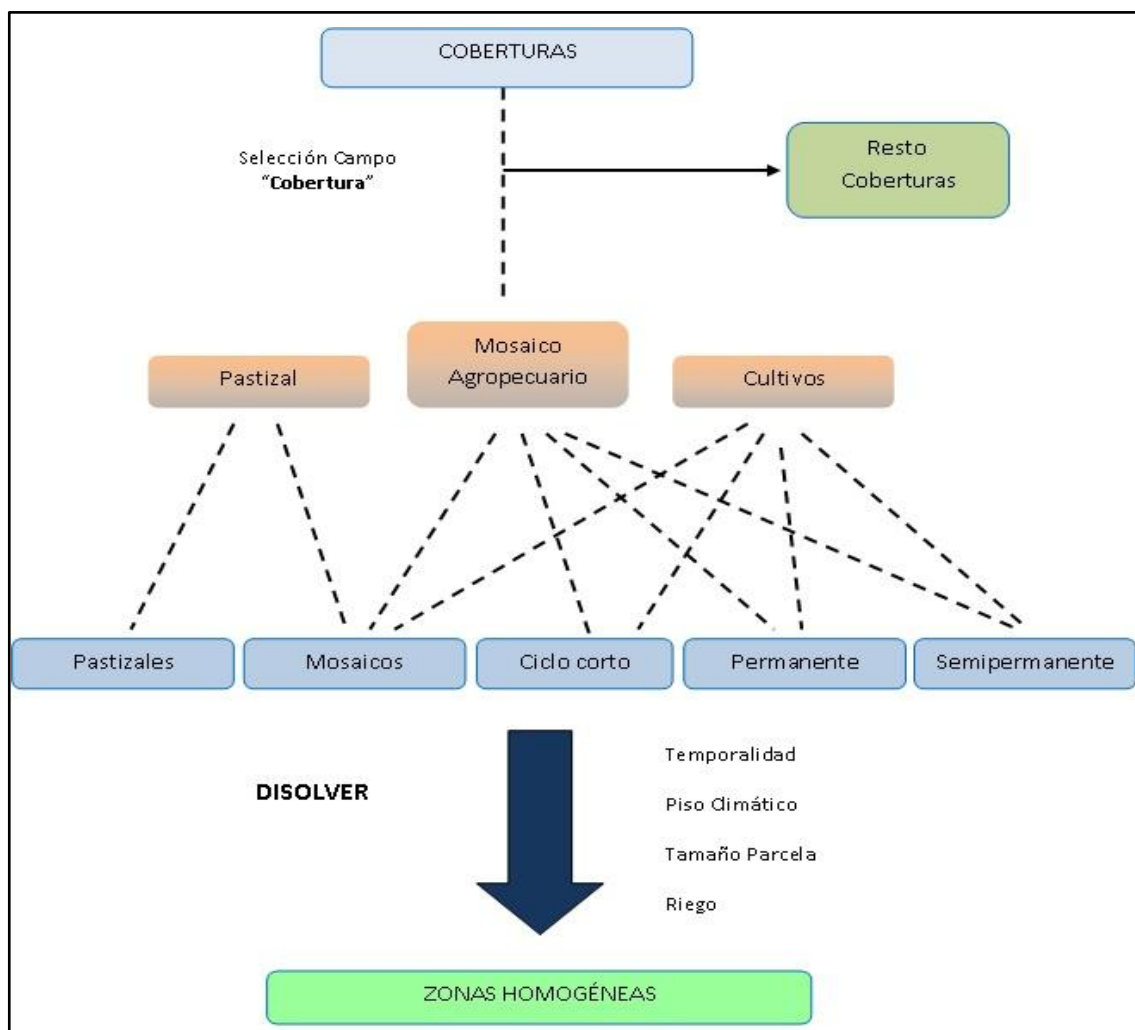 COBERTURAS
Selección Campo
“Cobertura”
Resto
Coberturas
Pastizal
Mosaico
Agropecuario
Cultivos
Pastizales
Mosaicos
Ciclo corto
Permanente
Semipermanente
DISOLVER
Temporalidad
Piso Climático
Tamaño Parcela
Riego
ZONAS HOMOGÉNEAS